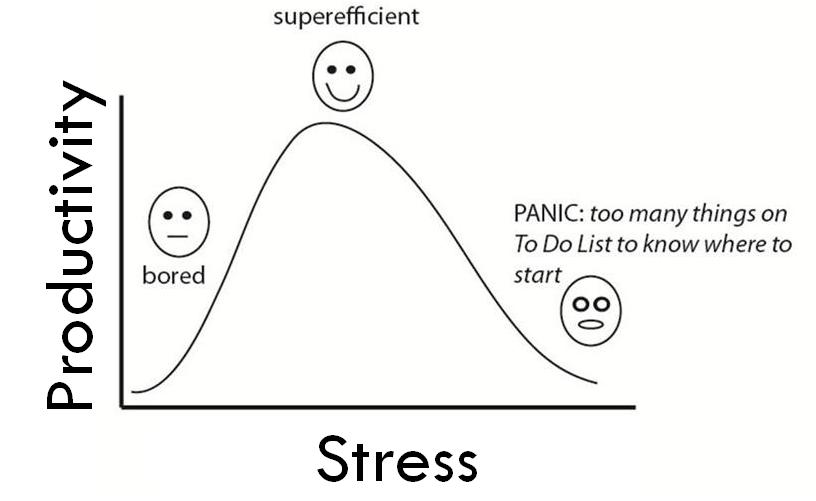 superefficient
Productivity
bored
PANIC: too many things on
To Do List to know where to
start
Stress